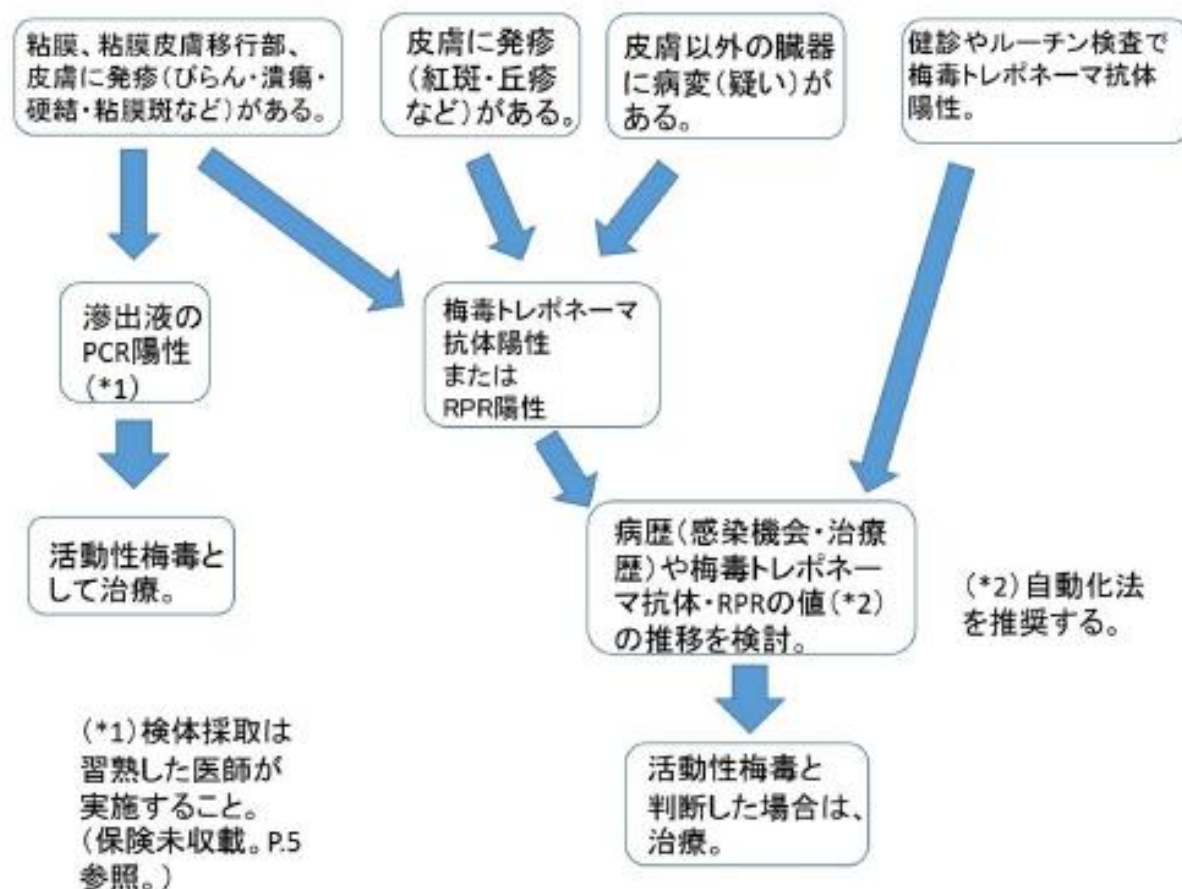 粘膜、粘膜皮膚移行部、
皮膚に発疹(びらん・潰瘍・
硬結・粘膜斑など)がある。
皮膚に発疹
(紅斑・丘疹
など)がある。
皮膚以外の臓器
に病変(疑い)が
ある。
健診やルーチン検査で
梅毒トレポネーマ抗体
陽性。
滲出液の
PCR陽性
(*1)
梅毒トレポネーマ
抗体陽性
または
RPR陽性
活動性梅毒と
して治療。
病歴(感染機会・治療
歴)や梅毒トレポネー
マ抗体・RPRの値(*2)
の推移を検討。
(*2)自動化法
を推奨する。
(*1)検体採取は
習熟した医師が
実施すること。
(保険未収載。P.5
参照。)
活動性梅毒と
判断した場合は、
治療。